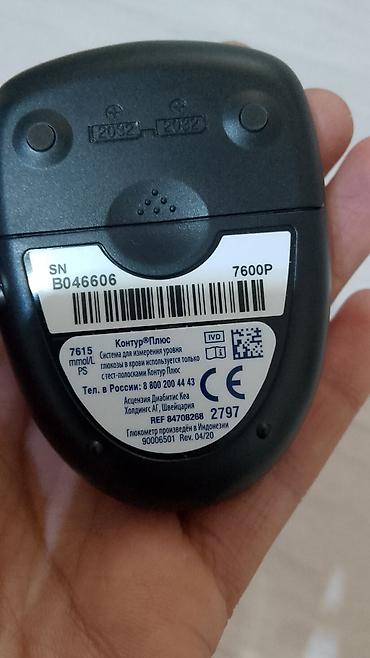 2032 2032
SN
B046606
7600P
7615
mmol/L
PS
Контур®Плюс
Система для измерения уровня
глюкозы в крови используется только
с тест-полосками Контур Плюс
IVD
Тел. в России: 8 800 200 44 43
Асцензия Диабитис Кеа
Холдингс АГ, Швейцария
CE
2797
REF 84708268
Глюкометр произведён в Индонезии
90006501 Rev. 04/20